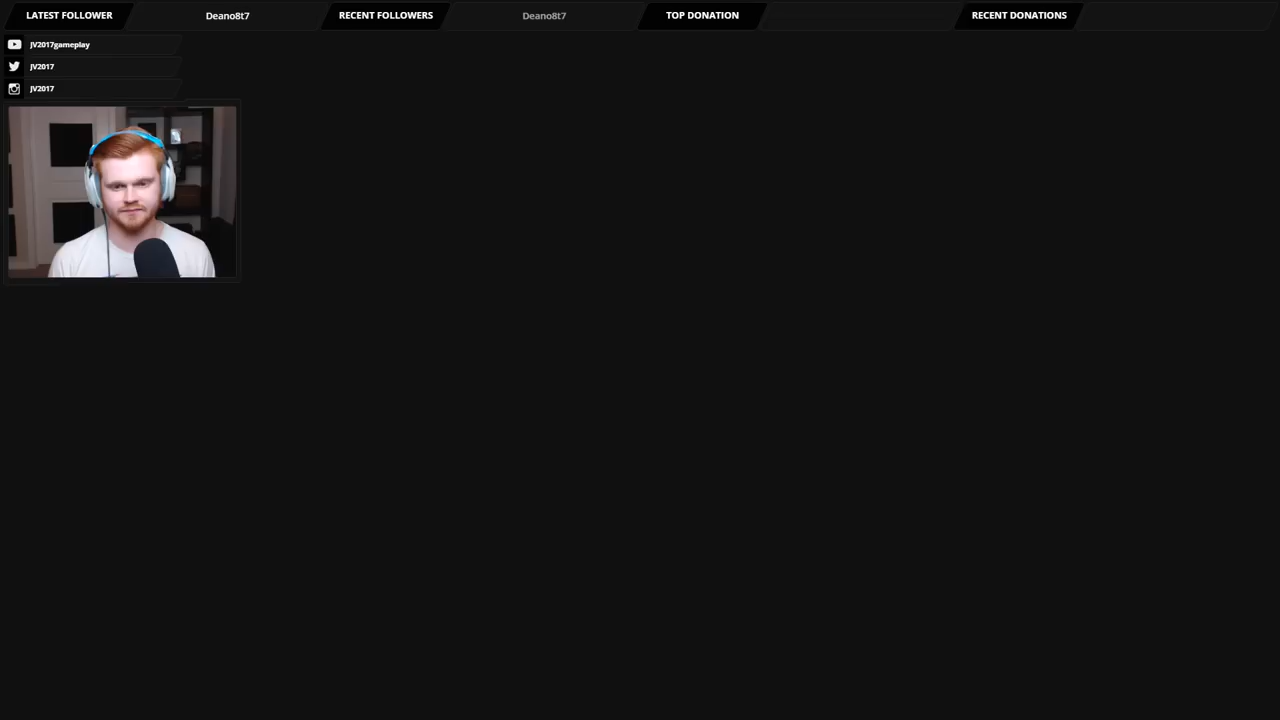 LATEST FOLLOWER Deano8t7 RECENT FOLLOWERS Deano8t7 TOP DONATION RECENT DONATIONS
JV2017gameplay
JV2017
JV2017